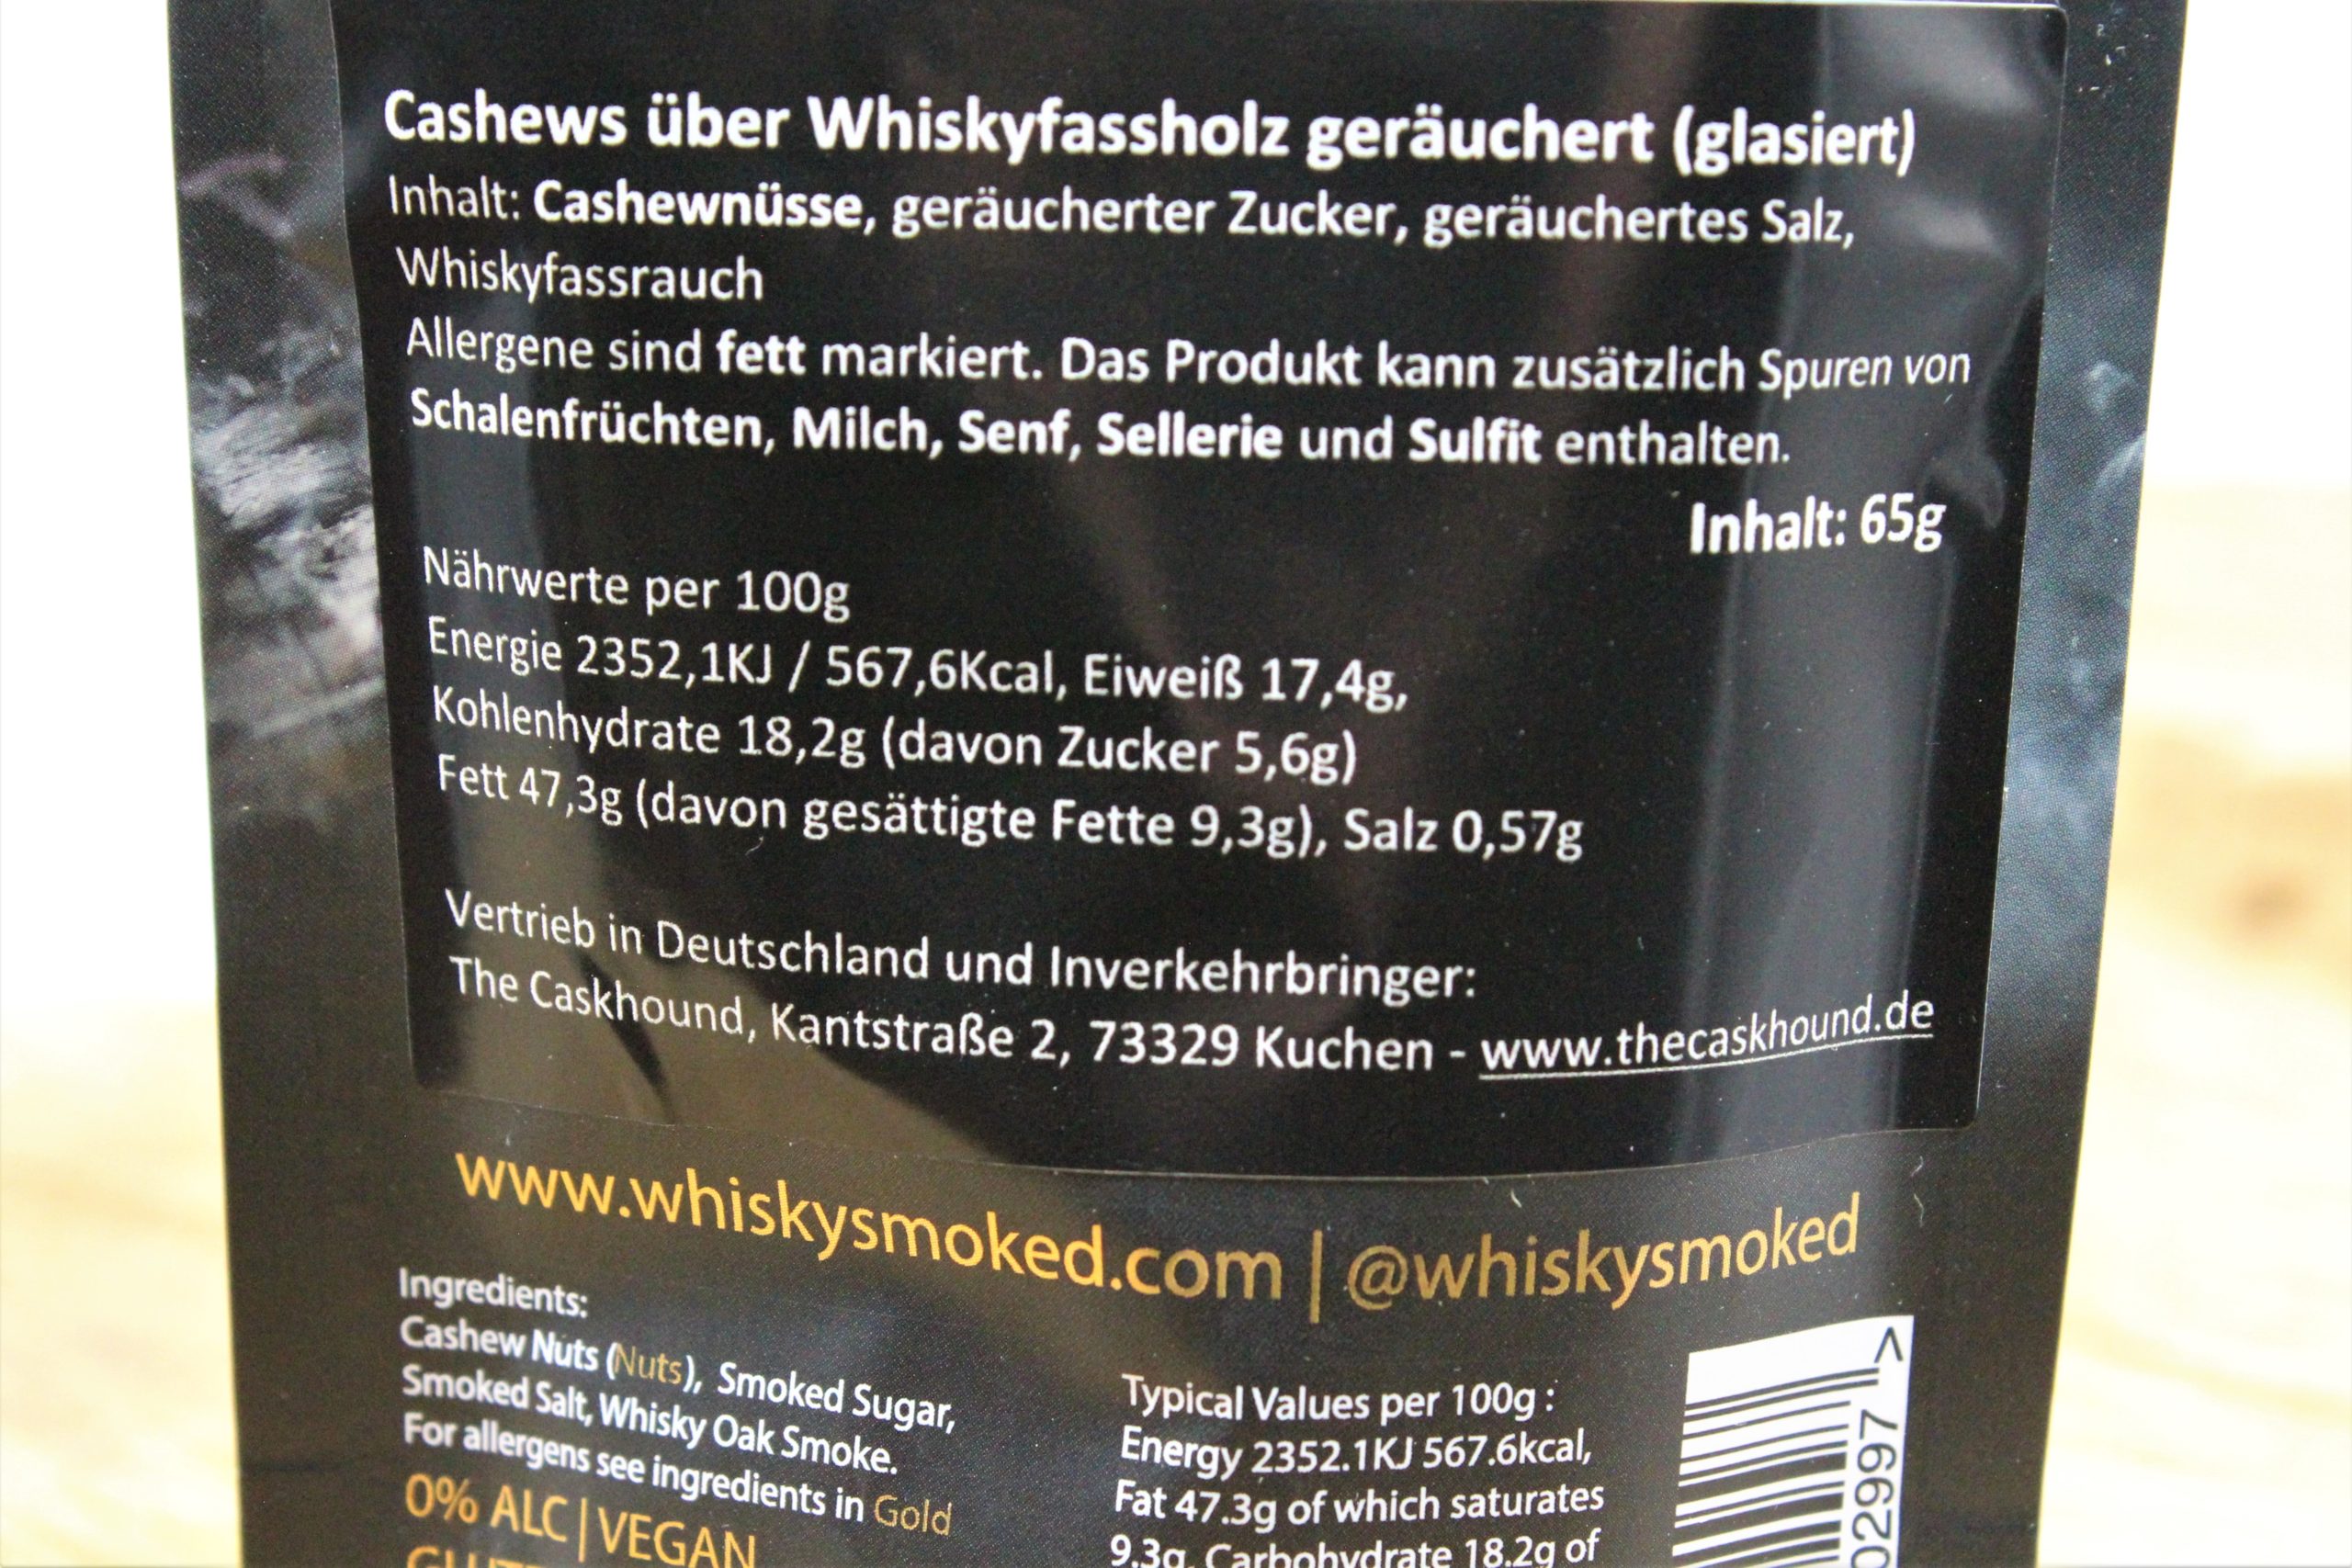 Cashews über Whiskyfassholz geräuchert (glasiert)
Inhalt: Cashewnüsse, geräucherter Zucker, geräuchertes Salz,
Whiskyfassrauch
Allergene sind fett markiert. Das Produkt kann zusätzlich Spuren von
Schalenfrüchten, Milch, Senf, Sellerie und Sulfit enthalten.
Inhalt: 65g
Nährwerte per 100g
Energie 2352,1KJ / 567,6Kcal, Eiweiß 17,4g,
Kohlenhydrate 18,2g (davon Zucker 5,6g)
Fett 47,3g (davon gesättigte Fette 9,3g), Salz 0,57g
Vertrieb in Deutschland und Inverkehrbringer:
The Caskhound, Kantstraße 2, 73329 Kuchen - www.thecaskhound.de
www.whiskysmoked.com | @whiskysmoked
Ingredients:
Cashew Nuts (Nuts), Smoked Sugar,
Smoked Salt, Whisky Oak Smoke.
For allergens see ingredients in Gold
0% ALC | VEGAN
Typical Values per 100g :
Energy 2352.1KJ 567.6kcal,
Fat 47.3g of which saturates
9.3g, Carbohydrate 18.2g of
02997 >